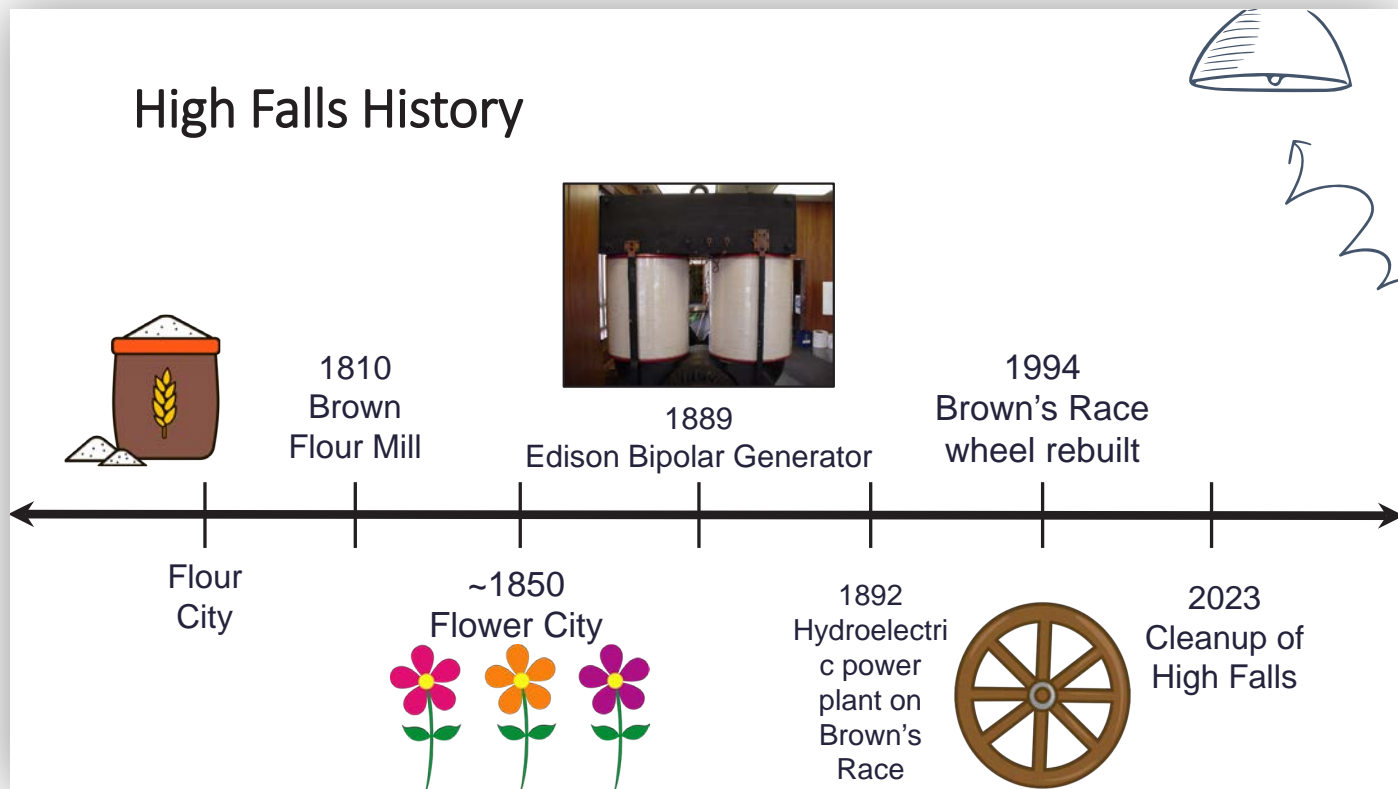 High Falls History
Flour
City
1810
Brown
Flour Mill
~1850
Flower City
1889
Edison Bipolar Generator
1892
Hydroelectri
c power
plant on
Brown's
Race
1994
Brown's Race
wheel rebuilt
2023
Cleanup of
High Falls